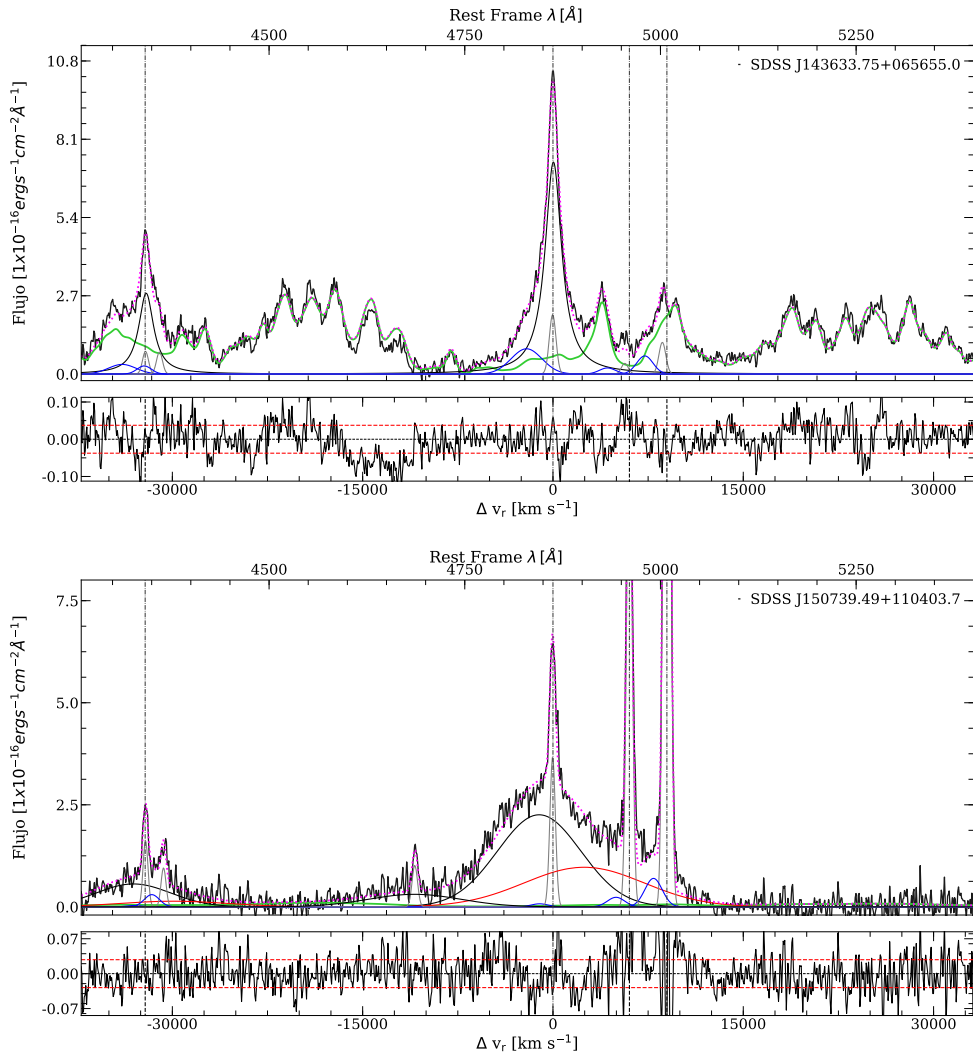 Rest Frame λ [Å]
4500 4750 5000 5250
SDSS J143633.75+065655.0
Flujo [1x10⁻¹⁶ergs⁻¹cm⁻²Å⁻¹]
10.8
8.1
5.4
2.7
0.0
0.10
0.00
-0.10
-30000 -15000 0 15000 30000
Δ vᵣ [km s⁻¹]
Rest Frame λ [Å]
4500 4750 5000 5250
SDSS J150739.49+110403.7
Flujo [1x10⁻¹⁶ergs⁻¹cm⁻²Å⁻¹]
7.5
5.0
2.5
0.0
0.07
0.00
-0.07
-30000 -15000 0 15000 30000
Δ vᵣ [km s⁻¹]